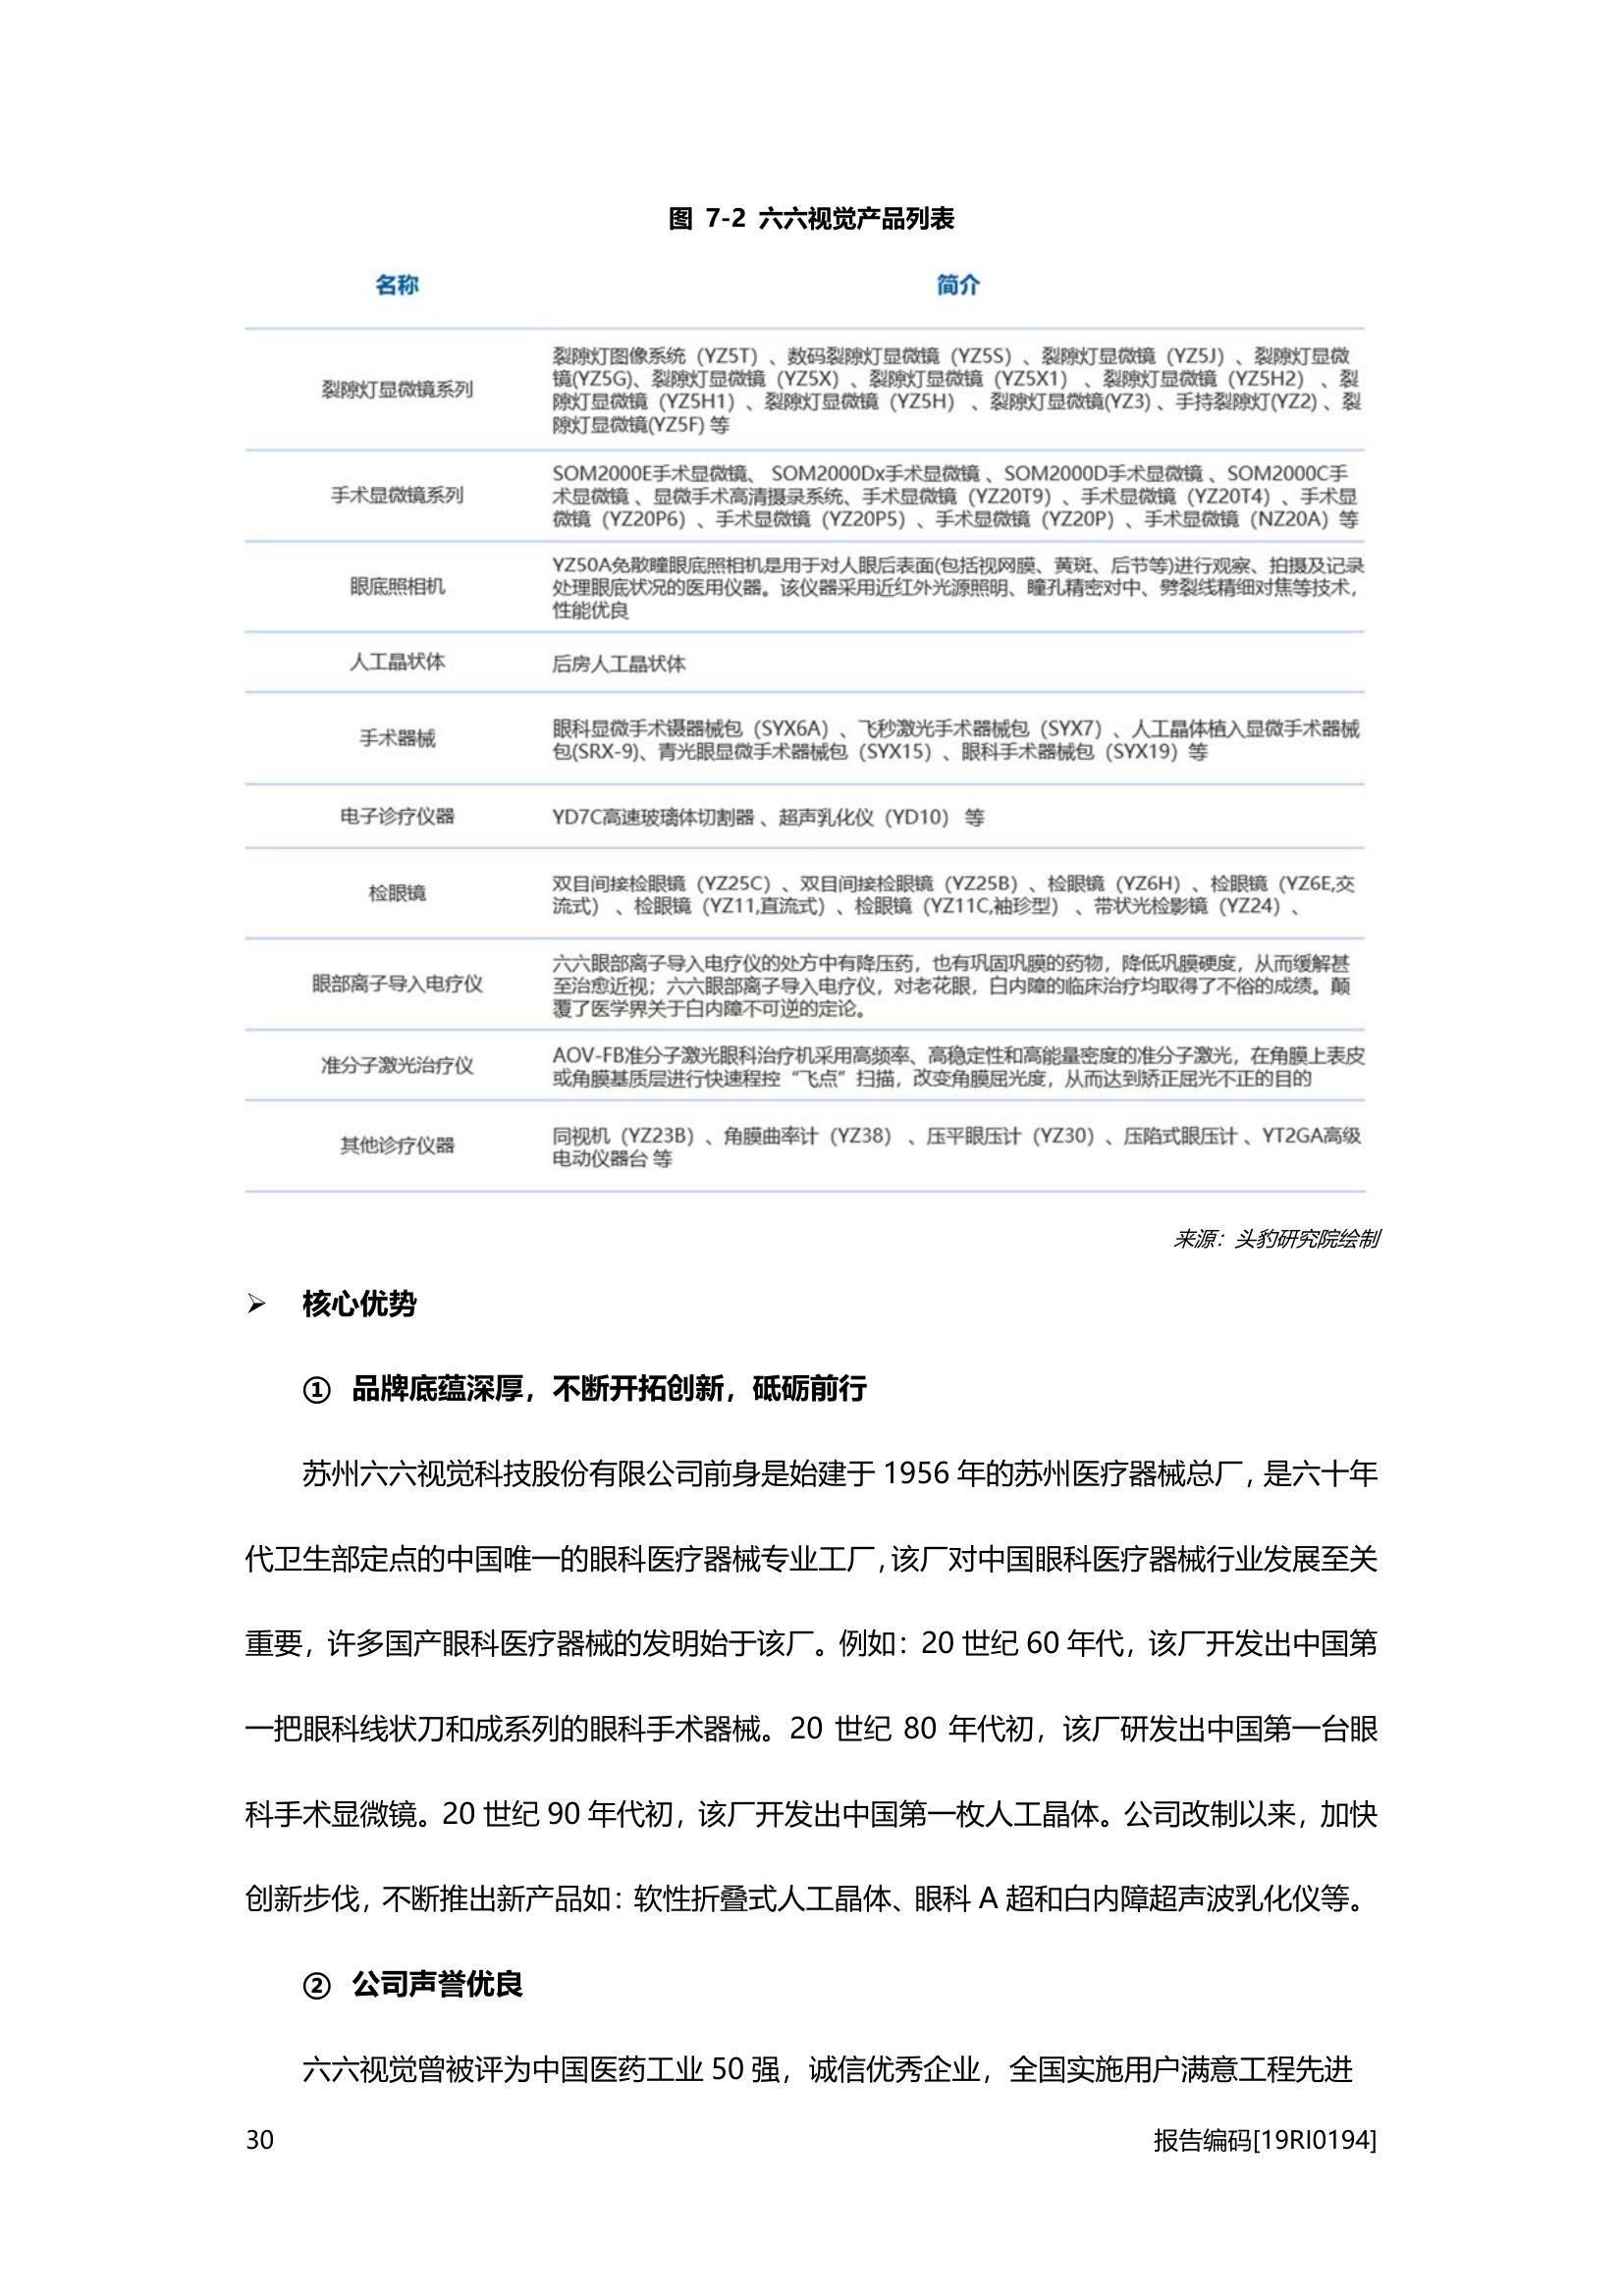 图 7-2 六六视觉产品列表
名称 简介
裂隙灯显微镜系列
裂隙灯图像系统（YZ5T）、数码裂隙灯显微镜（YZ5S）、裂隙灯显微镜（YZ5J）、裂隙灯显微
镜(YZ5G)、裂隙灯显微镜（YZ5X）、裂隙灯显微镜（YZ5X1）、裂隙灯显微镜（YZ5H2）、裂
隙灯显微镜（YZ5H1）、裂隙灯显微镜（YZ5H）、裂隙灯显微镜(YZ3)、手持裂隙灯(YZ2)、裂
隙灯显微镜(YZ5F) 等
手术显微镜系列
SOM2000E手术显微镜、 SOM2000Dx手术显微镜 、SOM2000D手术显微镜 、SOM2000C手
术显微镜 、显微手术高清摄录系统、手术显微镜（YZ20T9）、手术显微镜（YZ20T4）、手术显
微镜（YZ20P6）、手术显微镜（YZ20P5）、手术显微镜（YZ20P）、手术显微镜（NZ20A）等
眼底照相机
YZ50A免散瞳眼底照相机是用于对人眼后表面(包括视网膜、黄斑、后节等)进行观察、拍摄及记录
处理眼底状况的医用仪器。该仪器采用近红外光源照明、瞳孔精密对中、劈裂线精细对焦等技术，
性能优良
人工晶状体
后房人工晶状体
手术器械
眼科显微手术镊器械包（SYX6A）、飞秒激光手术器械包（SYX7）、人工晶体植入显微手术器械
包(SRX-9)、青光眼显微手术器械包（SYX15）、眼科手术器械包（SYX19）等
电子诊疗仪器
YD7C高速玻璃体切割器 、超声乳化仪（YD10） 等
检眼镜
双目间接检眼镜（YZ25C）、双目间接检眼镜（YZ25B）、检眼镜（YZ6H）、检眼镜（YZ6E,交
流式）、检眼镜（YZ11,直流式）、检眼镜（YZ11C,袖珍型）、带状光检影镜（YZ24）、
眼部离子导入电疗仪
六六眼部离子导入电疗仪的处方中有降压药，也有巩固巩膜的药物，降低巩膜硬度，从而缓解甚
至治愈近视；六六眼部离子导入电疗仪，对老花眼，白内障的临床治疗均取得了不俗的成绩。颠
覆了医学界关于白内障不可逆的定论。
准分子激光治疗仪
AOV-FB准分子激光眼科治疗机采用高频率、高稳定性和高能量密度的准分子激光，在角膜上表皮
或角膜基质层进行快速程控“飞点”扫描，改变角膜屈光度，从而达到矫正屈光不正的目的
其他诊疗仪器
同视机（YZ23B）、角膜曲率计（YZ38）、压平眼压计（YZ30）、压陷式眼压计 、YT2GA高级
电动仪器台 等
来源：头豹研究院绘制
➢ 核心优势
① 品牌底蕴深厚，不断开拓创新，砥砺前行
苏州六六视觉科技股份有限公司前身是始建于 1956 年的苏州医疗器械总厂，是六十年
代卫生部定点的中国唯一的眼科医疗器械专业工厂，该厂对中国眼科医疗器械行业发展至关
重要，许多国产眼科医疗器械的发明始于该厂。例如：20 世纪 60 年代，该厂开发出中国第
一把眼科线状刀和成系列的眼科手术器械。20 世纪 80 年代初，该厂研发出中国第一台眼
科手术显微镜。20 世纪 90 年代初，该厂开发出中国第一枚人工晶体。公司改制以来，加快
创新步伐，不断推出新产品如：软性折叠式人工晶体、眼科 A 超和白内障超声波乳化仪等。
② 公司声誉优良
六六视觉曾被评为中国医药工业 50 强，诚信优秀企业，全国实施用户满意工程先进
30 报告编码[19RI0194]